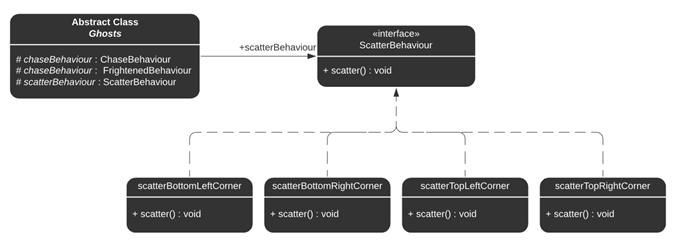 Abstract Class
Ghosts
# chaseBehaviour : ChaseBehaviour
# chaseBehaviour : FrightenedBehaviour
# scatterBehaviour : ScatterBehaviour
+scatterBehaviour
«interface»
ScatterBehaviour
+ scatter() : void
scatterBottomLeftCorner
+ scatter() : void
scatterBottomRightCorner
+ scatter() : void
scatterTopLeftCorner
+ scatter() : void
scatterTopRightCorner
+ scatter() : void